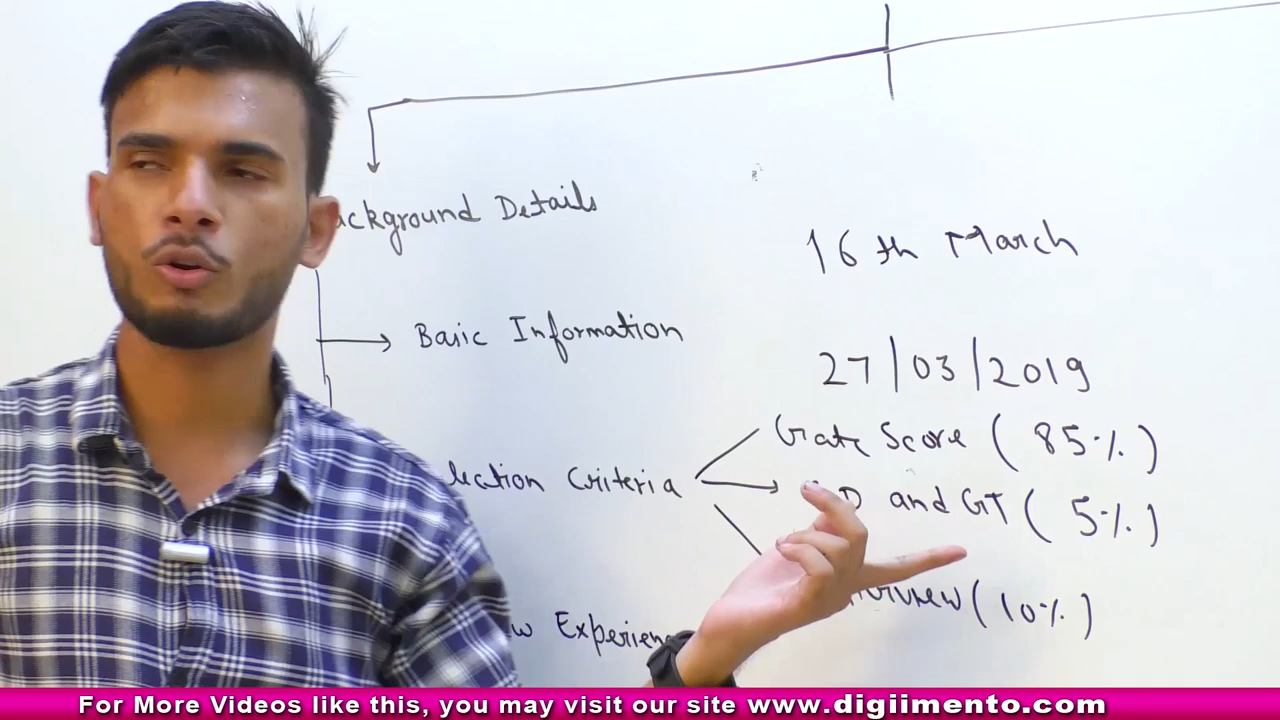 ackground Details
16 th March
Basic Information
27/03/2019
Gate Score ( 85% )
lection Criteria
D and GT ( 5% )
(10%)
w Experien
For More Videos like this, you may visit our site www.digiimento.com